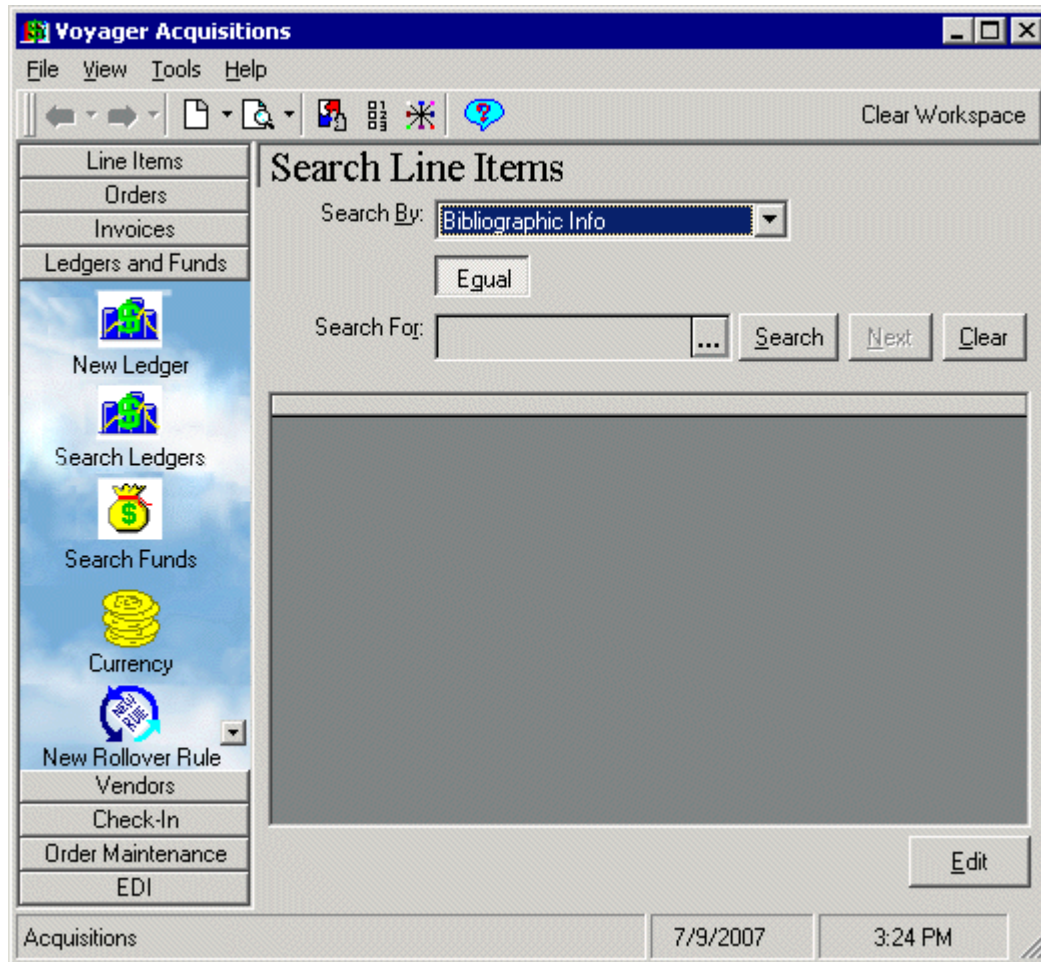 Voyager Acquisitions
File View Tools Help
Clear Workspace
Line Items
Orders
Invoices
Ledgers and Funds
New Ledger
Search Ledgers
Search Funds
Currency
NEW RULE
New Rollover Rule
Vendors
Check-In
Order Maintenance
EDI
Search Line Items
Search By: Bibliographic Info
Equal
Search For: ... Search Next Clear
Edit
Acquisitions 7/9/2007 3:24 PM